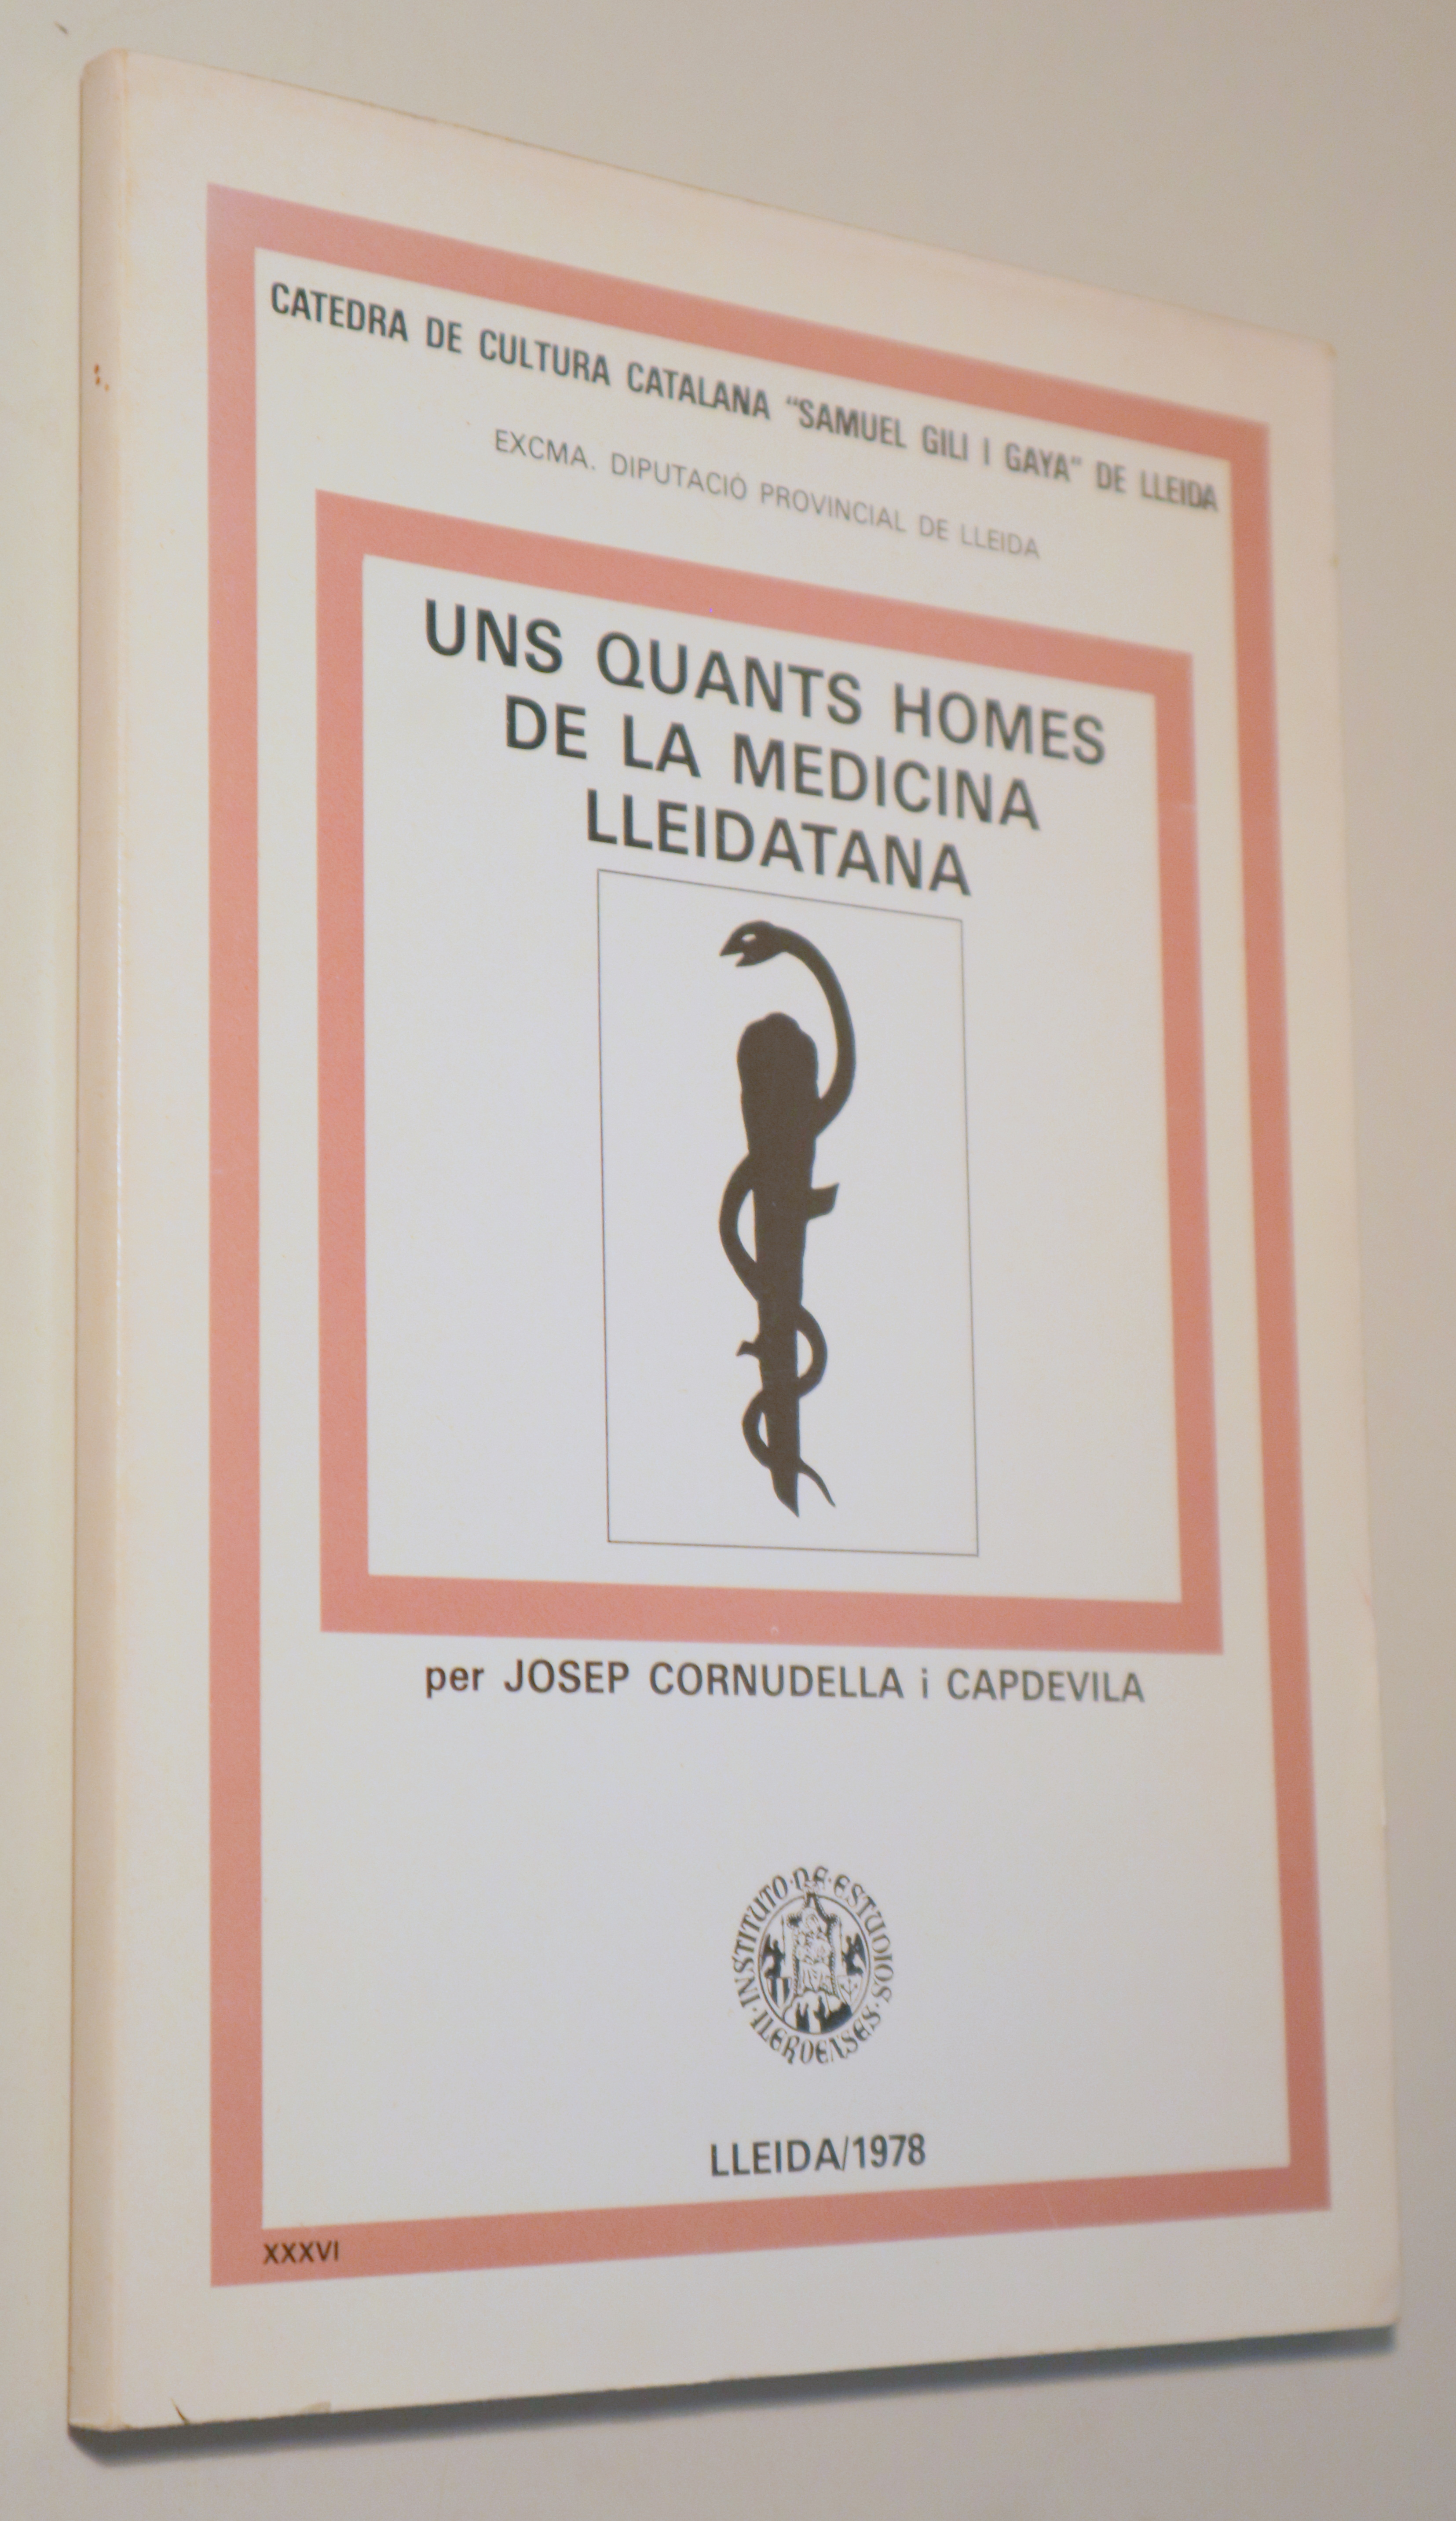 CATEDRA DE CULTURA CATALANA “SAMUEL GILI I GAYA” DE LLEIDA
EXCMA. DIPUTACIÓ PROVINCIAL DE LLEIDA
UNS QUANTS HOMES
DE LA MEDICINA
LLEIDATANA
per JOSEP CORNUDELLA i CAPDEVILA
INSTITUTO·DE·ESTUDIOS·ILERDENSES·
LLEIDA/1978
XXXVI